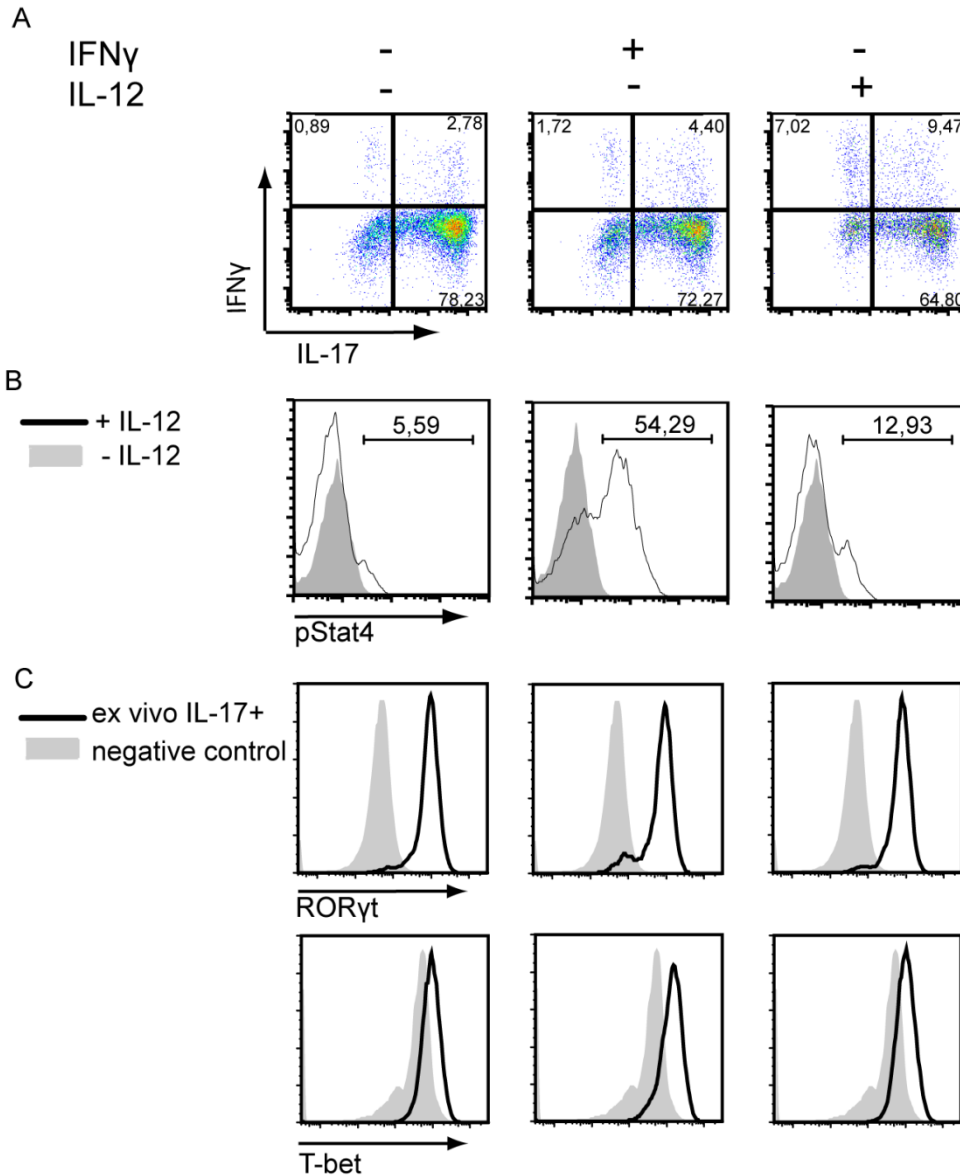 A
IFNγ - + -
IL-12 - - +
0,89 2,78 1,72 4,40 7,02 9,47
IFNγ
78,23 72,27 64,80
IL-17
B
+ IL-12
- IL-12
5,59 54,29 12,93
pStat4
C
ex vivo IL-17+
negative control
RORγt
T-bet